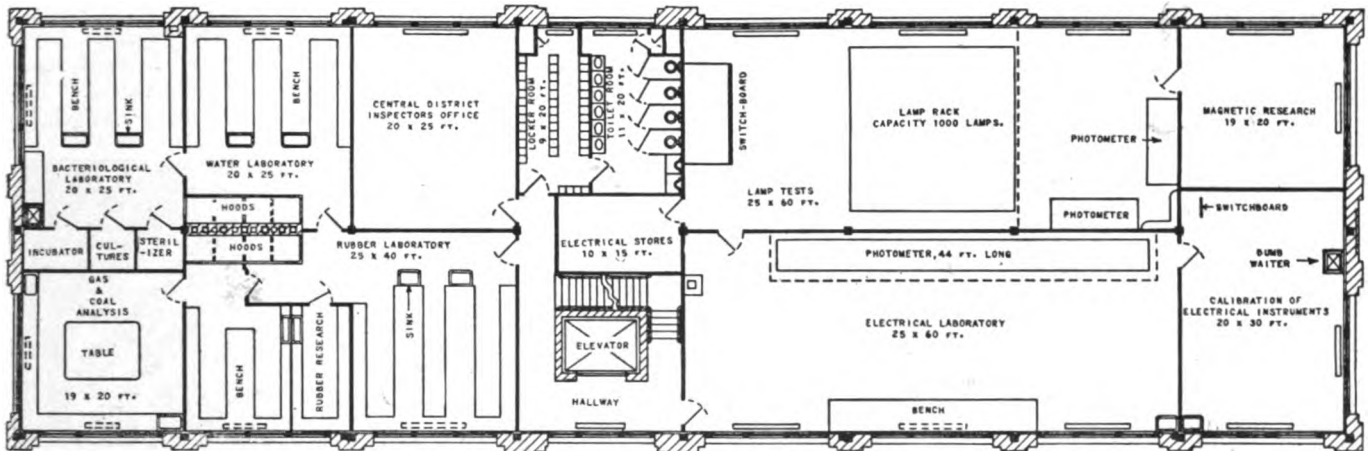 BENCH
SINK
BACTERIOLOGICAL
LABORATORY
20 X 25 FT.
BENCH
WATER LABORATORY
20 X 25 FT.
CENTRAL DISTRICT
INSPECTORS OFFICE
20 X 25 FT.
LOCKER ROOM
9 X 20 FT.
TOILET ROOM
11 X 20 FT.
SWITCH-BOARD
LAMP RACK
CAPACITY 1000 LAMPS.
LAMP TESTS
25 X 60 FT.
PHOTOMETER
PHOTOMETER
MAGNETIC RESEARCH
19 X 20 FT.
HOODS
HOODS
INCUBATOR
CUL-
TURES
STERIL
-IZER
RUBBER LABORATORY
25 X 40 FT.
ELECTRICAL STORES
10 X 15 FT.
PHOTOMETER, 44 FT. LONG
SWITCHBOARD
DUMB
WAITER
CALIBRATION OF
ELECTRICAL INSTRUMENTS
20 X 30 FT.
GAS
&
COAL
ANALYSIS
TABLE
19 X 20 FT.
BENCH
RUBBER RESEARCH
SINK
ELEVATOR
HALLWAY
ELECTRICAL LABORATORY
25 X 60 FT.
BENCH